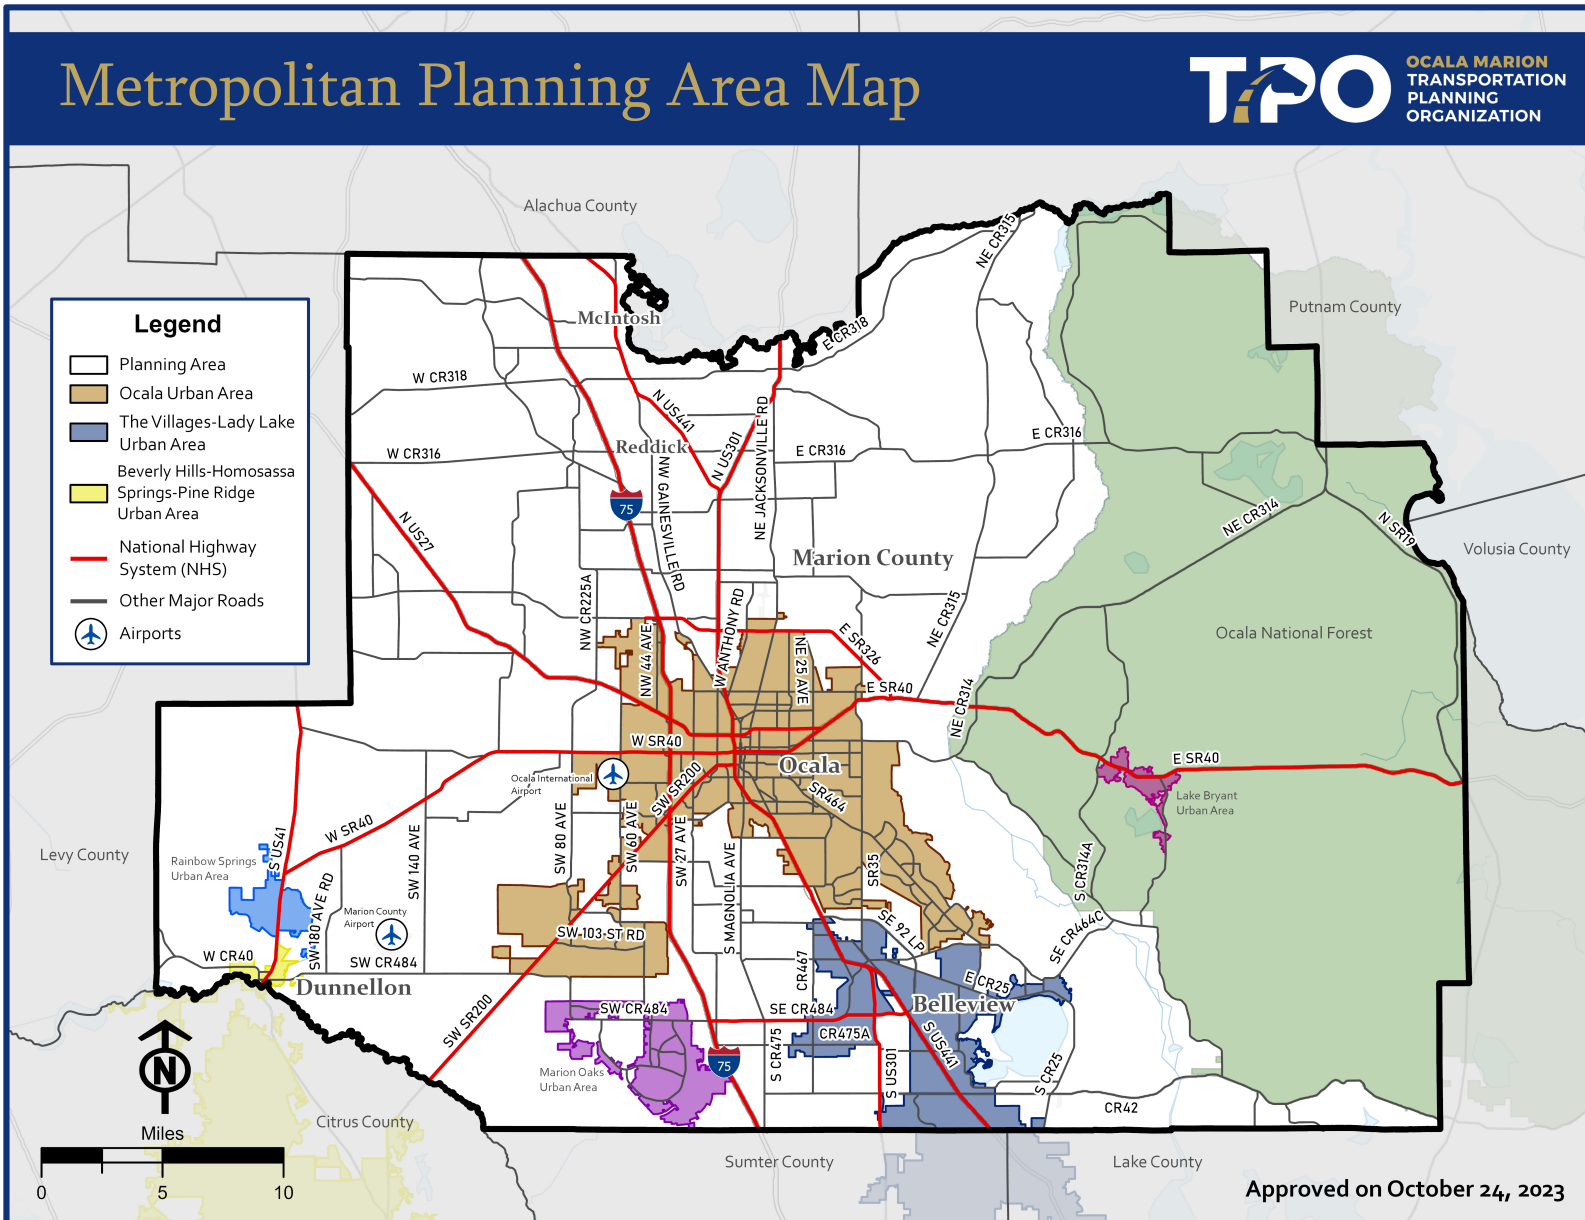 Metropolitan Planning Area Map
TPO
OCALA MARION
TRANSPORTATION
PLANNING
ORGANIZATION
Alachua County
Putnam County
Volusia County
Levy County
Citrus County
Sumter County
Lake County
Legend
Planning Area
Ocala Urban Area
The Villages-Lady Lake
Urban Area
Beverly Hills-Homosassa
Springs-Pine Ridge
Urban Area
National Highway
System (NHS)
Other Major Roads
Airports
NE CR315
McIntosh
E CR318
W CR318
N US441
NE JACKSONVILLE RD
Reddick
N US301
E CR316
E CR316
W CR316
NW GAINESVILLE RD
75
N US27
NE CR314
N SR19
Marion County
NW CR225A
NE CR315
Ocala National Forest
NW 44 AVE
W ANTHONY RD
NE 25 AVE
E SR326
E SR40
NE CR314
W SR40
Ocala
E SR40
Ocala International
Airport
SW SR200
SR464
Lake Bryant
Urban Area
W SR40
S US41
SW 140 AVE
SW 80 AVE
SW 60 AVE
SW 27 AVE
S MAGNOLIA AVE
SR35
S CR314A
Rainbow Springs
Urban Area
SW 180 AVE RD
Marion County
Airport
SW 103 ST RD
SE 92 LP
SE CR464C
W CR40
SW CR484
CR467
E CR25
Dunnellon
SW SR200
SW CR484
SE CR484
Belleview
CR475A
S US441
S CR475
S US301
S CR25
75
Marion Oaks
Urban Area
CR42
N
Miles
0 5 10
Approved on October 24, 2023